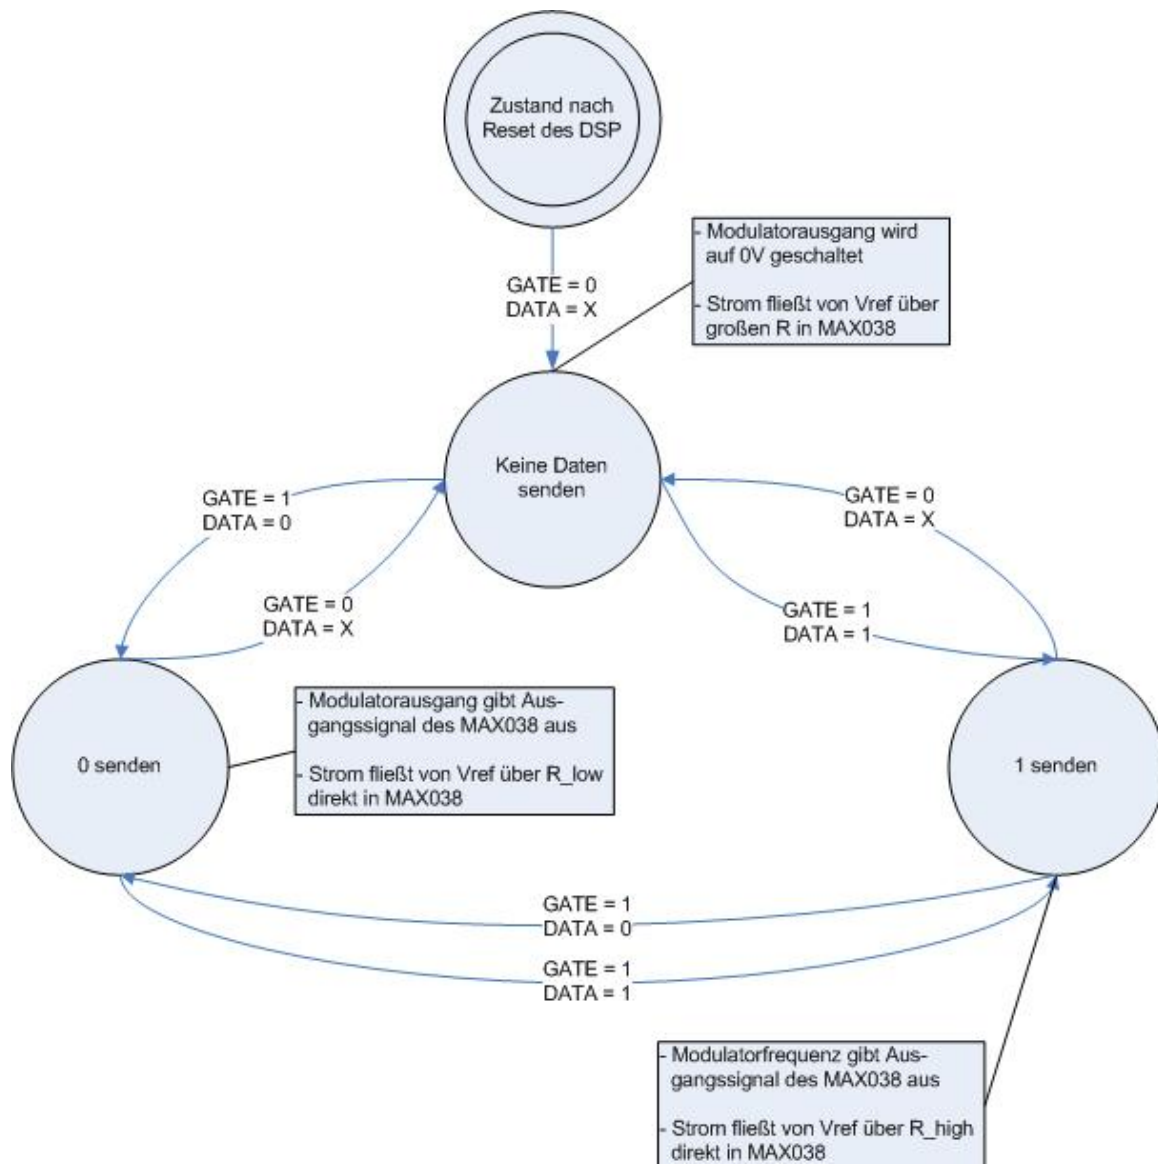 Zustand nach
Reset des DSP
- Modulatorausgang wird
auf 0V geschaltet
- Strom fließt von Vref über
großen R in MAX038
GATE = 0
DATA = X
Keine Daten
senden
GATE = 1
DATA = 0
GATE = 0
DATA = X
GATE = 0
DATA = X
GATE = 1
DATA = 1
0 senden
- Modulatorausgang gibt Aus-
gangssignal des MAX038 aus
- Strom fließt von Vref über R_low
direkt in MAX038
1 senden
GATE = 1
DATA = 0
GATE = 1
DATA = 1
- Modulatorfrequenz gibt Aus-
gangssignal des MAX038 aus
- Strom fließt von Vref über R_high
direkt in MAX038